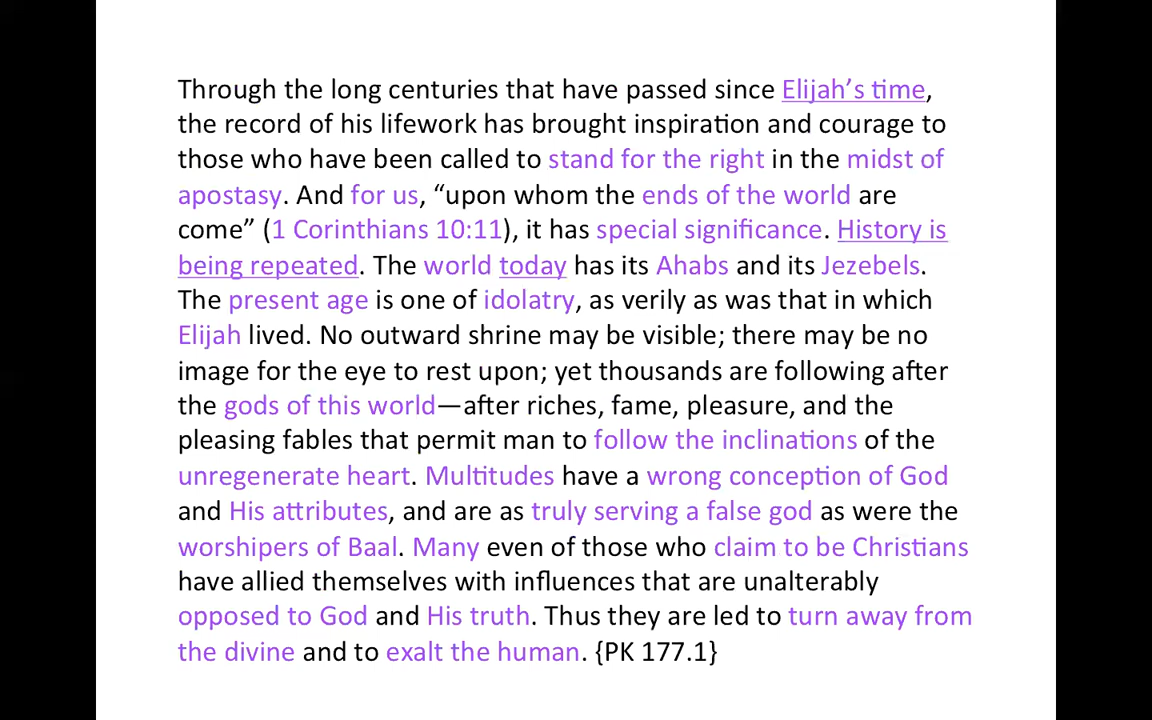 Through the long centuries that have passed since Elijah’s time,
the record of his lifework has brought inspiration and courage to
those who have been called to stand for the right in the midst of
apostasy. And for us, “upon whom the ends of the world are
come” (1 Corinthians 10:11), it has special significance. History is
being repeated. The world today has its Ahabs and its Jezebels.
The present age is one of idolatry, as verily as was that in which
Elijah lived. No outward shrine may be visible; there may be no
image for the eye to rest upon; yet thousands are following after
the gods of this world—after riches, fame, pleasure, and the
pleasing fables that permit man to follow the inclinations of the
unregenerate heart. Multitudes have a wrong conception of God
and His attributes, and are as truly serving a false god as were the
worshipers of Baal. Many even of those who claim to be Christians
have allied themselves with influences that are unalterably
opposed to God and His truth. Thus they are led to turn away from
the divine and to exalt the human. {PK 177.1}